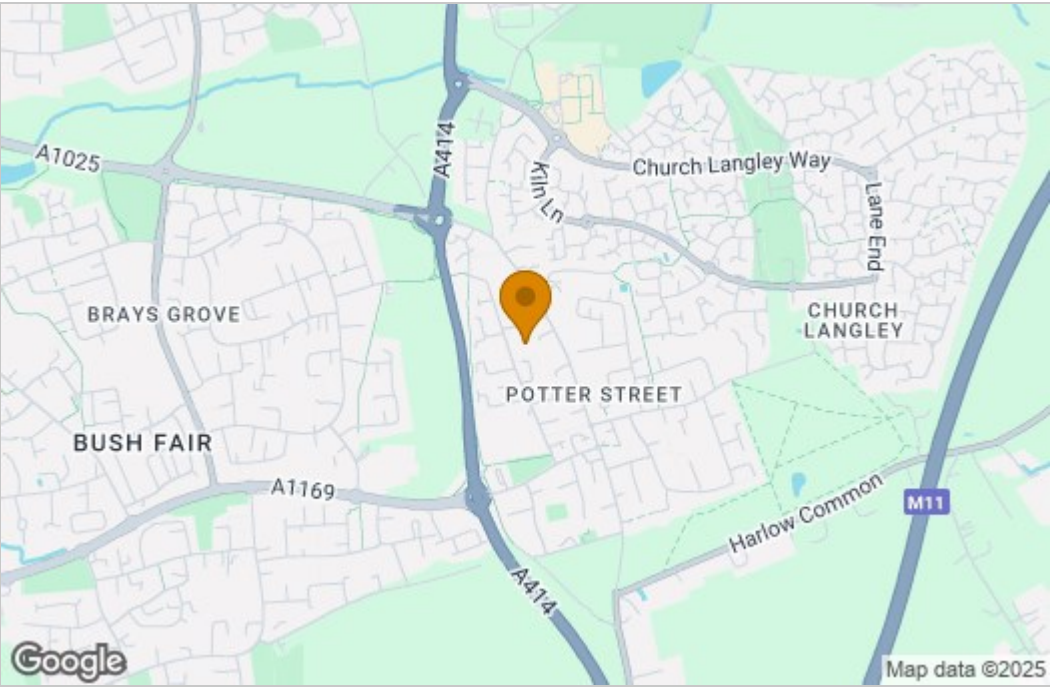 A1025
A414
Church Langley Way
Kiln Ln
Lane End
BRAYS GROVE
CHURCH
LANGLEY
POTTER STREET
BUSH FAIR
A1169
Harlow Common
M11
A414
Google
Map data ©2025